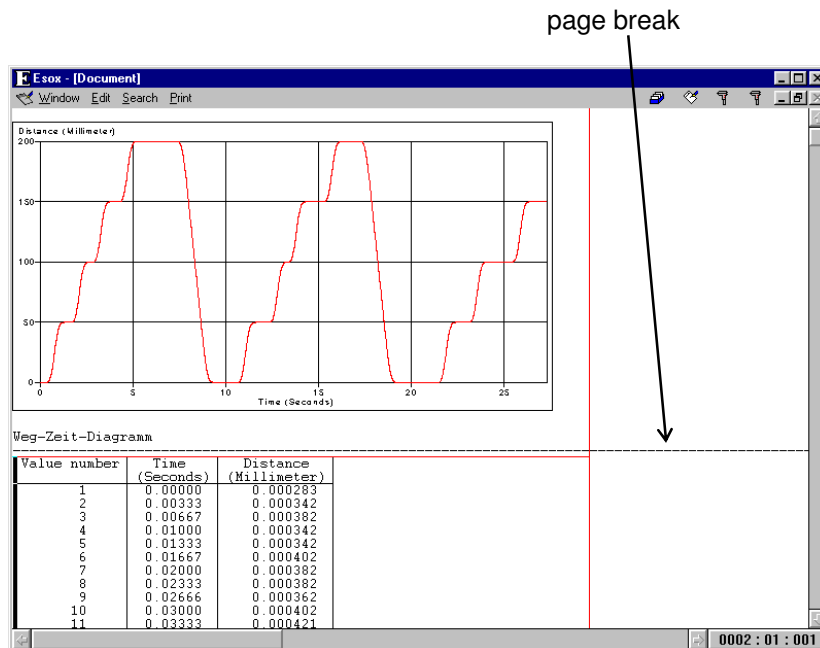 page break
Esox - [Document]
Window Edit Search Print
Distance (Millimeter)
200
150
100
50
0
0 5 10 15 20 25
Time (Seconds)
Weg-Zeit-Diagramm
Value number Time (Seconds) Distance (Millimeter)
1 0.00000 0.000283
2 0.00333 0.000342
3 0.00667 0.000382
4 0.01000 0.000342
5 0.01333 0.000342
6 0.01667 0.000402
7 0.02000 0.000382
8 0.02333 0.000382
9 0.02666 0.000362
10 0.03000 0.000402
11 0.03333 0.000421
0002 : 01 : 001